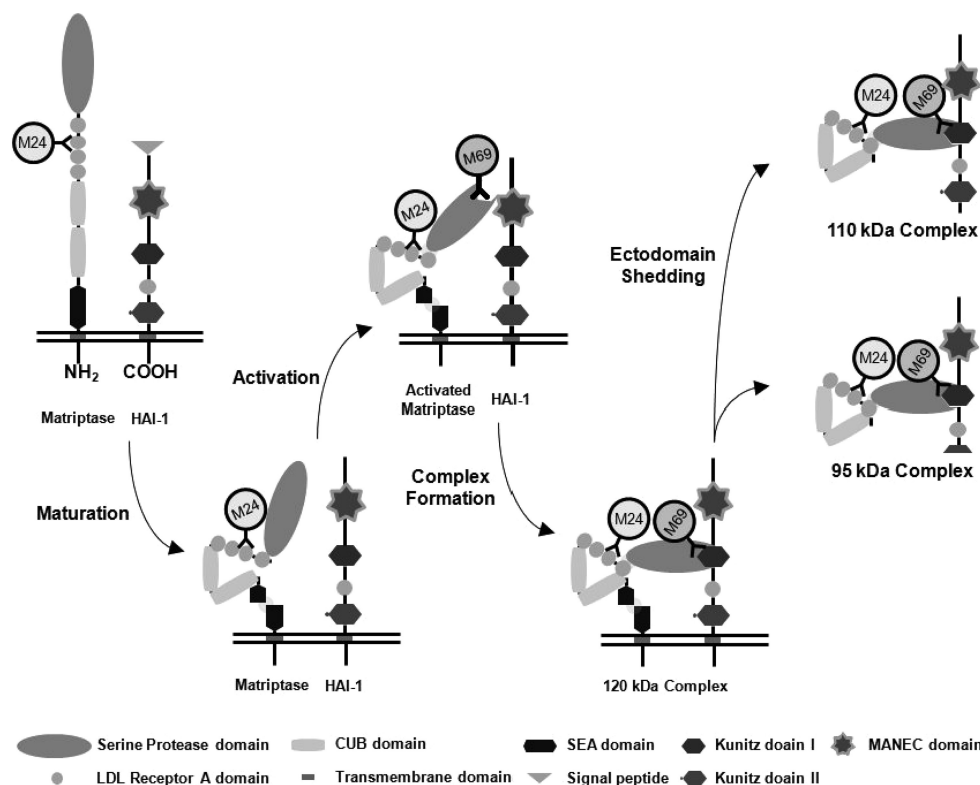 M24
NH₂ COOH
Matriptase HAI-1
Maturation
M24
Matriptase HAI-1
Activation
M24
M69
Activated
Matriptase
HAI-1
Complex
Formation
M24
M69
120 kDa Complex
Ectodomain
Shedding
M24
M69
110 kDa Complex
M24
M69
95 kDa Complex
Serine Protease domain
CUB domain
SEA domain
Kunitz doain I
MANEC domain
LDL Receptor A domain
Transmembrane domain
Signal peptide
Kunitz doain II